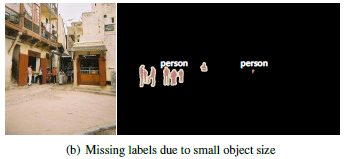 person person
(b) Missing labels due to small object size